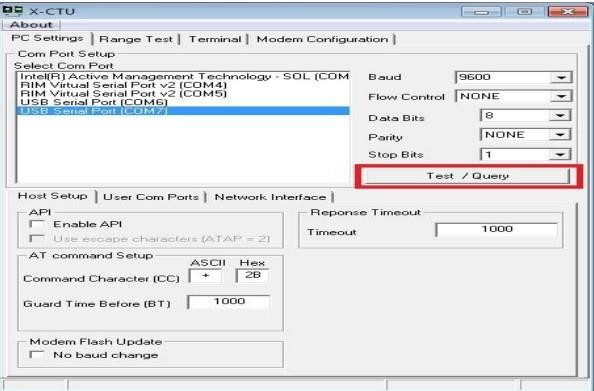 X-CTU
About
PC Settings Range Test Terminal Modem Configuration
Com Port Setup
Select Com Port
Intel(R) Active Management Technology - SOL (COM
RIM Virtual Serial Port v2 (COM4)
RIM Virtual Serial Port v2 (COM5)
USB Serial Port (COM6)
USB Serial Port (COM7)
Baud 9600
Flow Control NONE
Data Bits 8
Parity NONE
Stop Bits 1
Test / Query
Host Setup User Com Ports Network Interface
API
Enable API
Use escape characters (ATAP = 2)
Reponse Timeout
Timeout 1000
AT command Setup
ASCII Hex
Command Character (CC) + 2B
Guard Time Before (BT) 1000
Modem Flash Update
No baud change